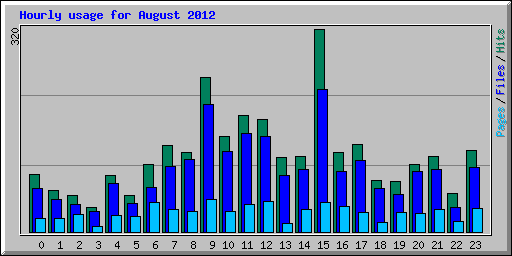 Hourly usage for August 2012
320
Pages / Files / Hits
0 1 2 3 4 5 6 7 8 9 10 11 12 13 14 15 16 17 18 19 20 21 22 23